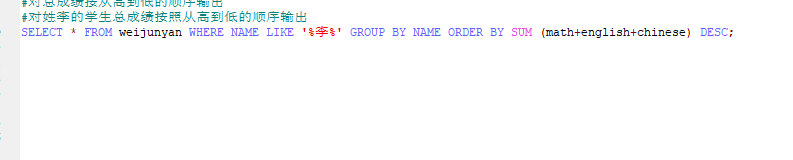 #对总成绩按从高到低的顺序输出
#对姓李的学生总成绩按照从高到低的顺序输出
SELECT * FROM weijunyan WHERE NAME LIKE '%李%' GROUP BY NAME ORDER BY SUM (math+english+chinese) DESC;